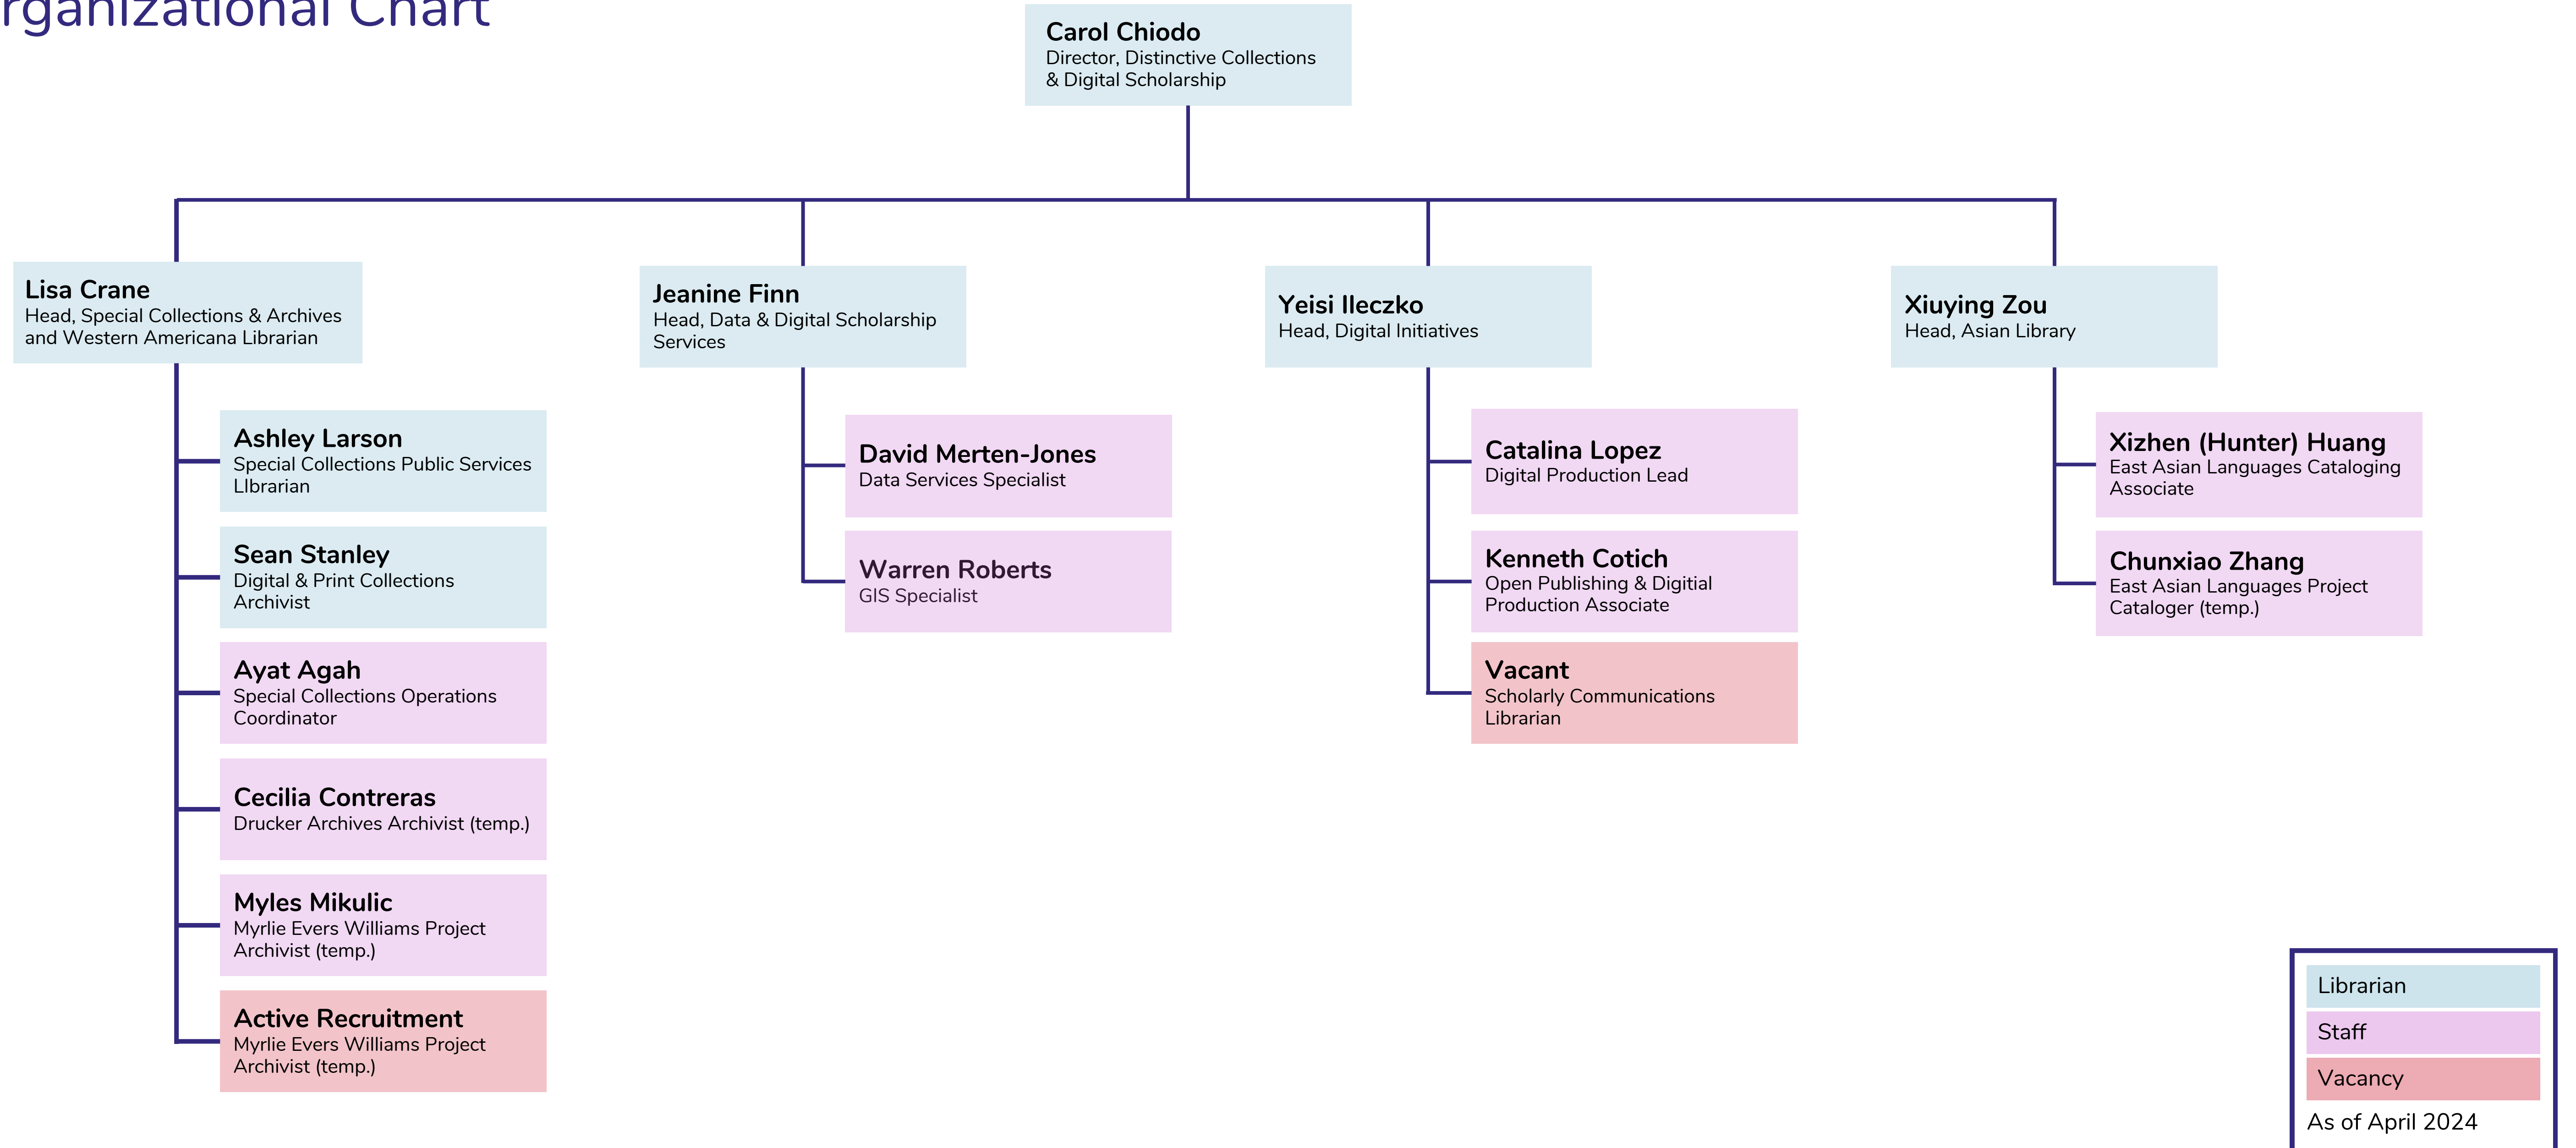 rganizational Chart
Carol Chiodo
Director, Distinctive Collections
& Digital Scholarship
Lisa Crane
Head, Special Collections & Archives
and Western Americana Librarian
Ashley Larson
Special Collections Public Services
LIbrarian
Sean Stanley
Digital & Print Collections
Archivist
Ayat Agah
Special Collections Operations
Coordinator
Cecilia Contreras
Drucker Archives Archivist (temp.)
Myles Mikulic
Myrlie Evers Williams Project
Archivist (temp.)
Active Recruitment
Myrlie Evers Williams Project
Archivist (temp.)
Jeanine Finn
Head, Data & Digital Scholarship
Services
David Merten-Jones
Data Services Specialist
Warren Roberts
GIS Specialist
Yeisi Ileczko
Head, Digital Initiatives
Catalina Lopez
Digital Production Lead
Kenneth Cotich
Open Publishing & Digitial
Production Associate
Vacant
Scholarly Communications
Librarian
Xiuying Zou
Head, Asian Library
Xizhen (Hunter) Huang
East Asian Languages Cataloging
Associate
Chunxiao Zhang
East Asian Languages Project
Cataloger (temp.)
Librarian
Staff
Vacancy
As of April 2024